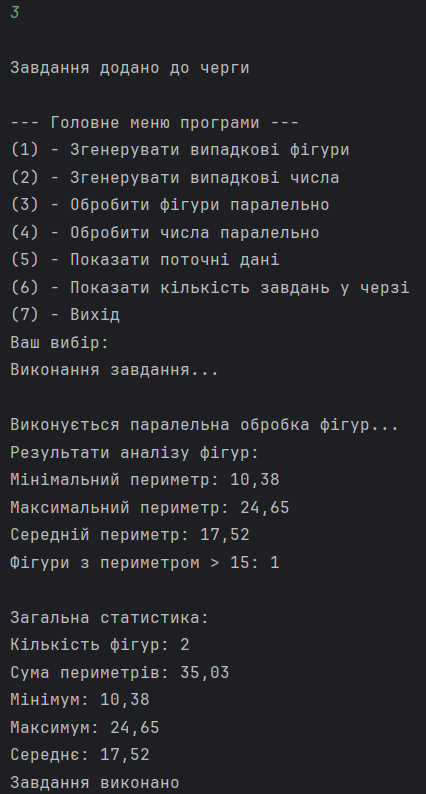 3
Завдання додано до черги
--- Головне меню програми ---
(1) - Згенерувати випадкові фігури
(2) - Згенерувати випадкові числа
(3) - Обробити фігури паралельно
(4) - Обробити числа паралельно
(5) - Показати поточні дані
(6) - Показати кількість завдань у черзі
(7) - Вихід
Ваш вибір:
Виконання завдання...
Виконується паралельна обробка фігур...
Результати аналізу фігур:
Мінімальний периметр: 10,38
Максимальний периметр: 24,65
Середній периметр: 17,52
Фігури з периметром > 15: 1
Загальна статистика:
Кількість фігур: 2
Сума периметрів: 35,03
Мінімум: 10,38
Максимум: 24,65
Середнє: 17,52
Завдання виконано